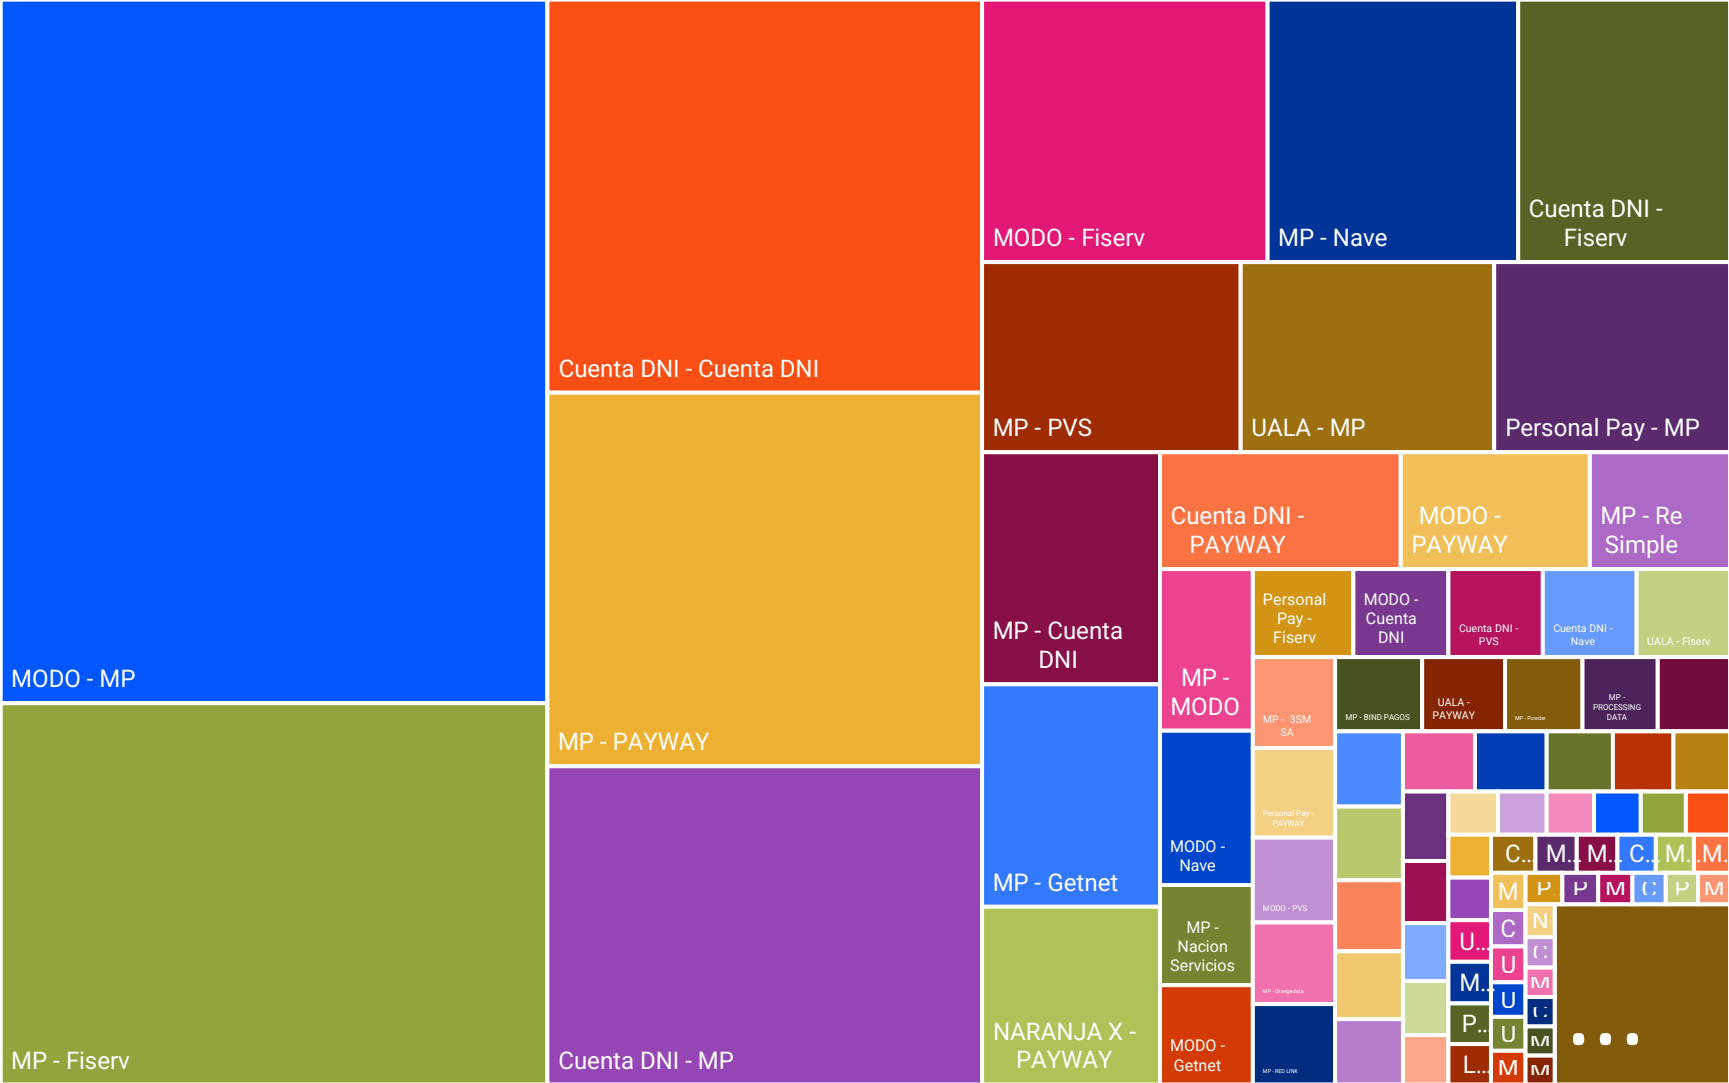 MODO - MP
MP - Fiserv
Cuenta DNI - Cuenta DNI
MP - PAYWAY
Cuenta DNI - MP
MODO - Fiserv
MP - Nave
Cuenta DNI -
Fiserv
MP - PVS
UALA - MP
Personal Pay - MP
MP - Cuenta
DNI
MP - Getnet
NARANJA X -
PAYWAY
Cuenta DNI -
PAYWAY
MODO -
PAYWAY
MP - Re
Simple
MP -
MODO
MODO -
Nave
MP -
Nacion
Servicios
MODO -
Getnet
Personal
Pay -
Fiserv
MODO -
Cuenta
DNI
Cuenta DNI -
PVS
Cuenta DNI -
Nave
UALA - Fiserv
MP - 3SM
SA
Personal Pay -
PAYWAY
MODO - PVS
MP - Orangedata
MP - RED LINK
MP - BIND PAGOS
UALA -
PAYWAY
MP - Powder
MP -
PROCESSING
DATA
C...
M...
M...
C...
M...
M...
U...
M...
P...
L...
M
C
U
U
U
M
P
P
M
C
P
M
N
C
M
C
M
M
...